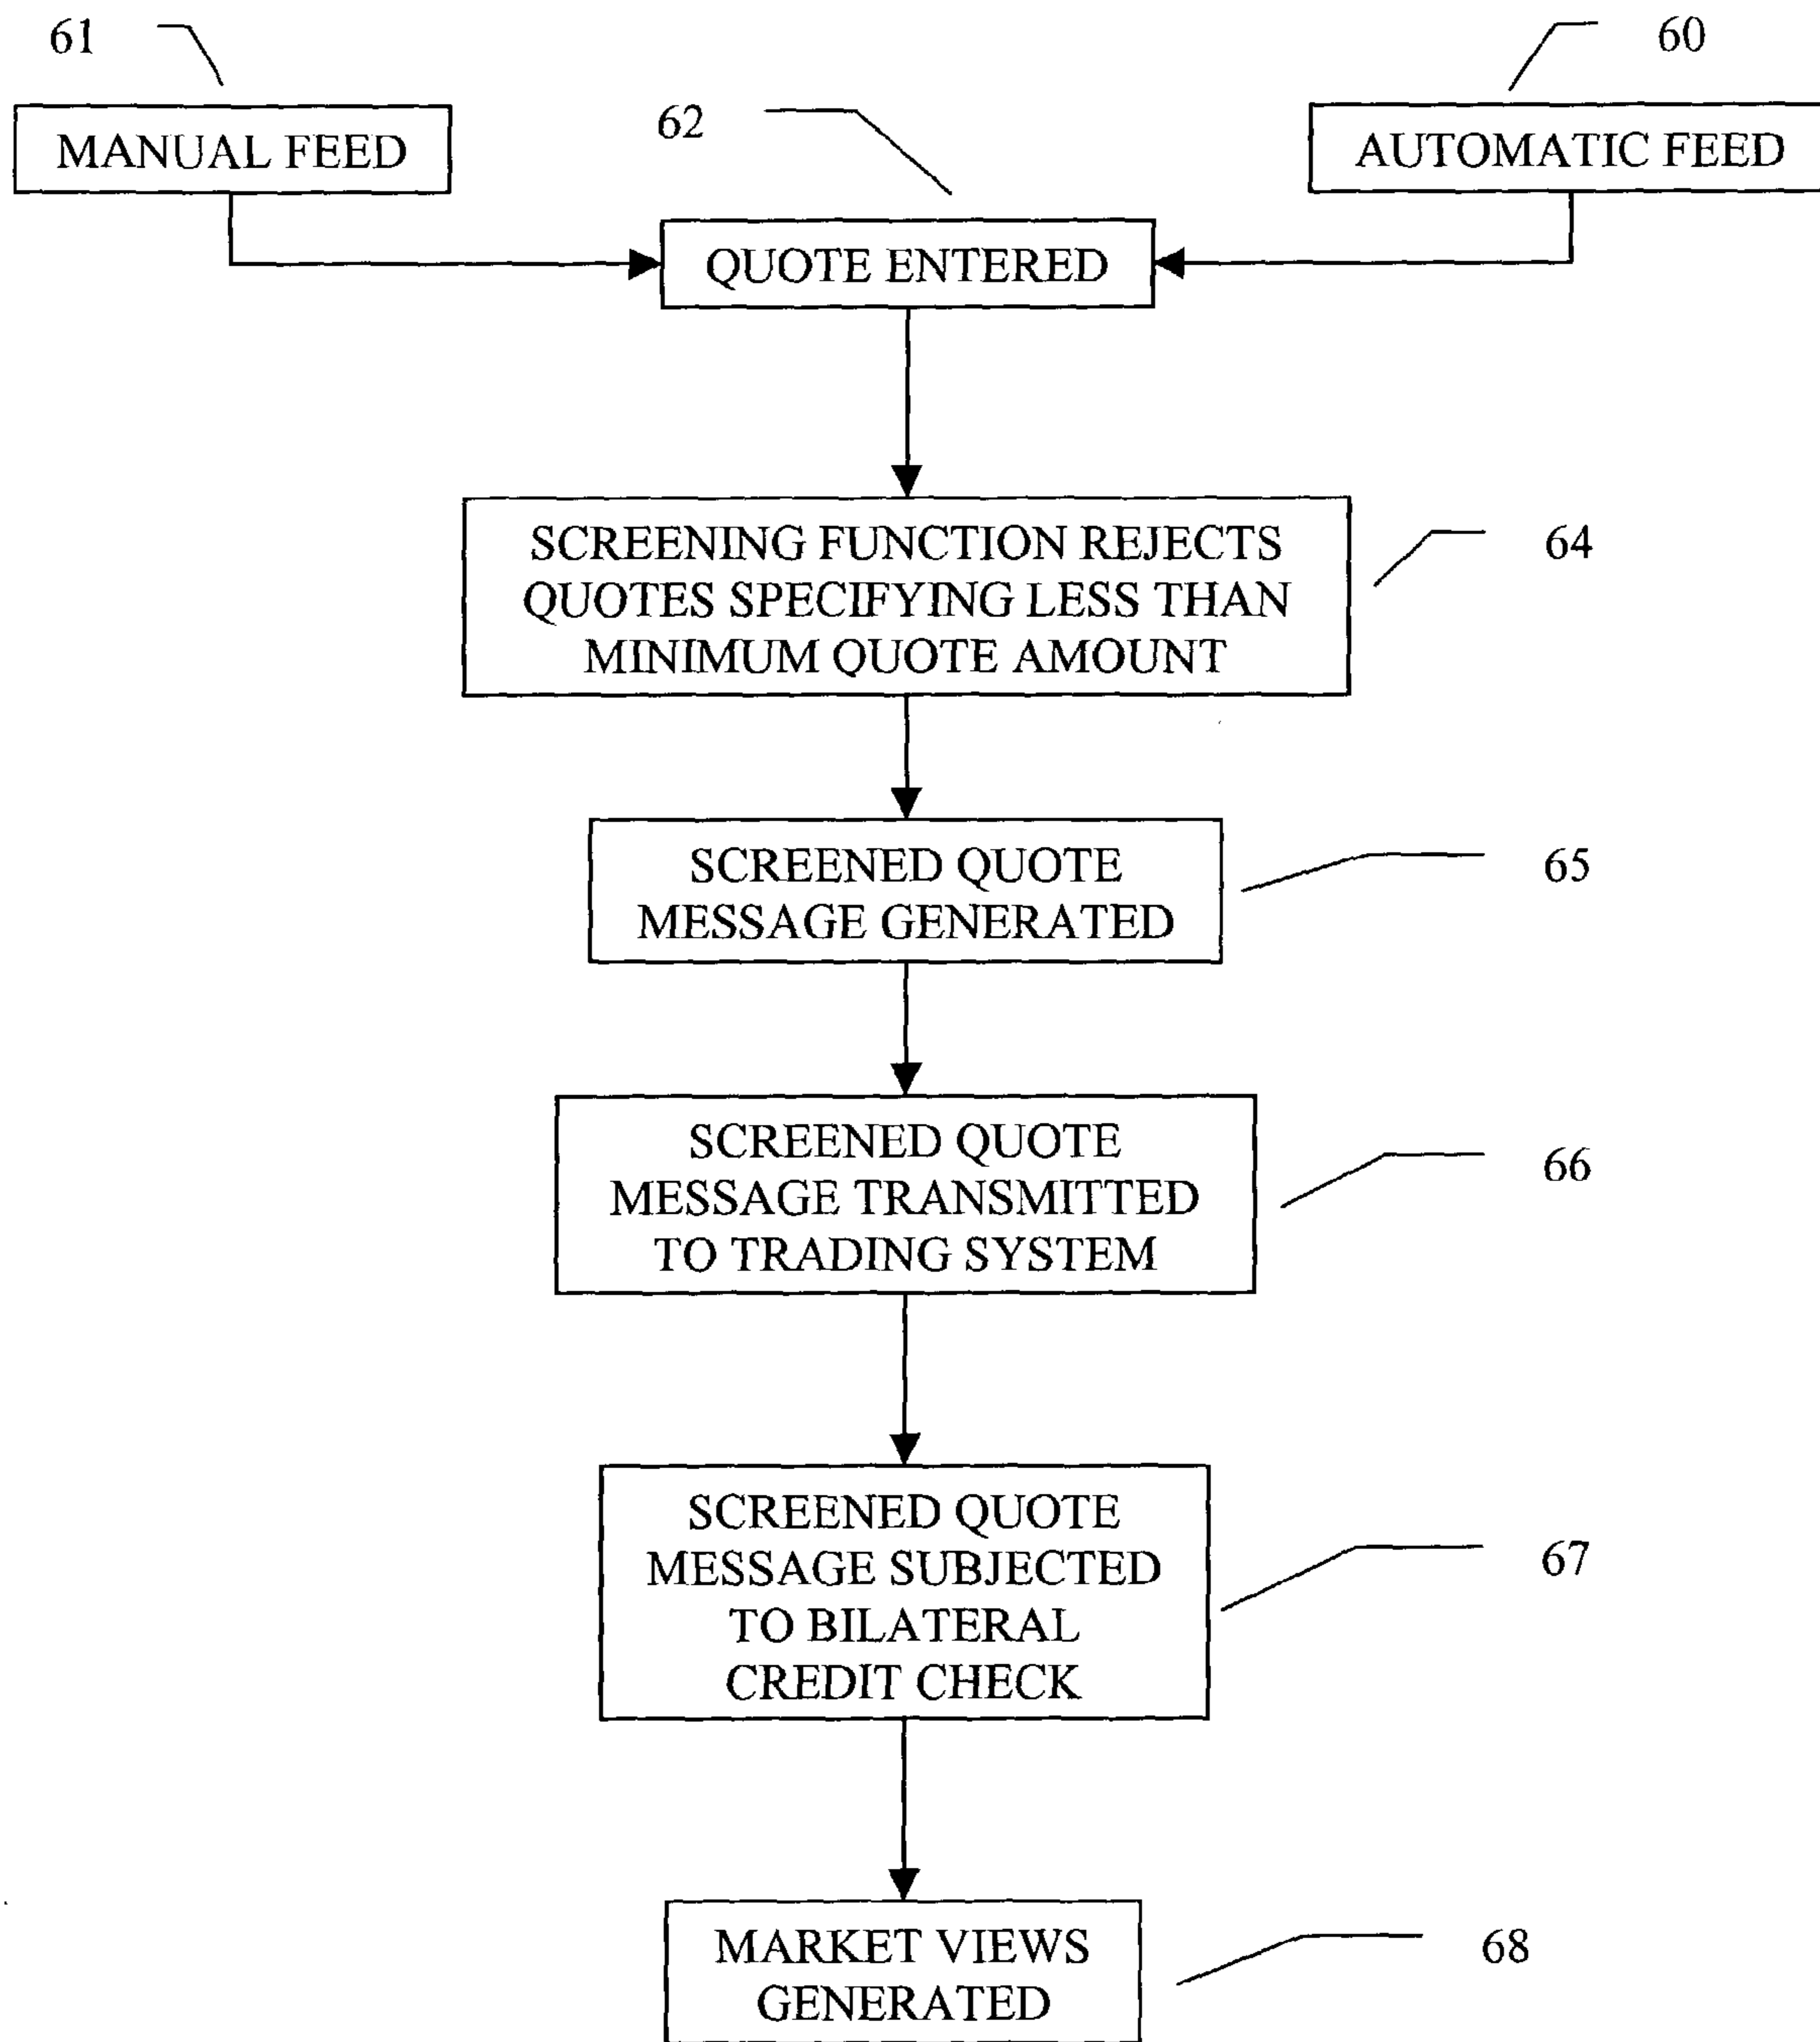 61
60
MANUAL FEED
62
AUTOMATIC FEED
QUOTE ENTERED
SCREENING FUNCTION REJECTS
QUOTES SPECIFYING LESS THAN
MINIMUM QUOTE AMOUNT
64
SCREENED QUOTE
MESSAGE GENERATED
65
SCREENED QUOTE
MESSAGE TRANSMITTED
TO TRADING SYSTEM
66
SCREENED QUOTE
MESSAGE SUBJECTED
TO BILATERAL
CREDIT CHECK
67
MARKET VIEWS
GENERATED
68